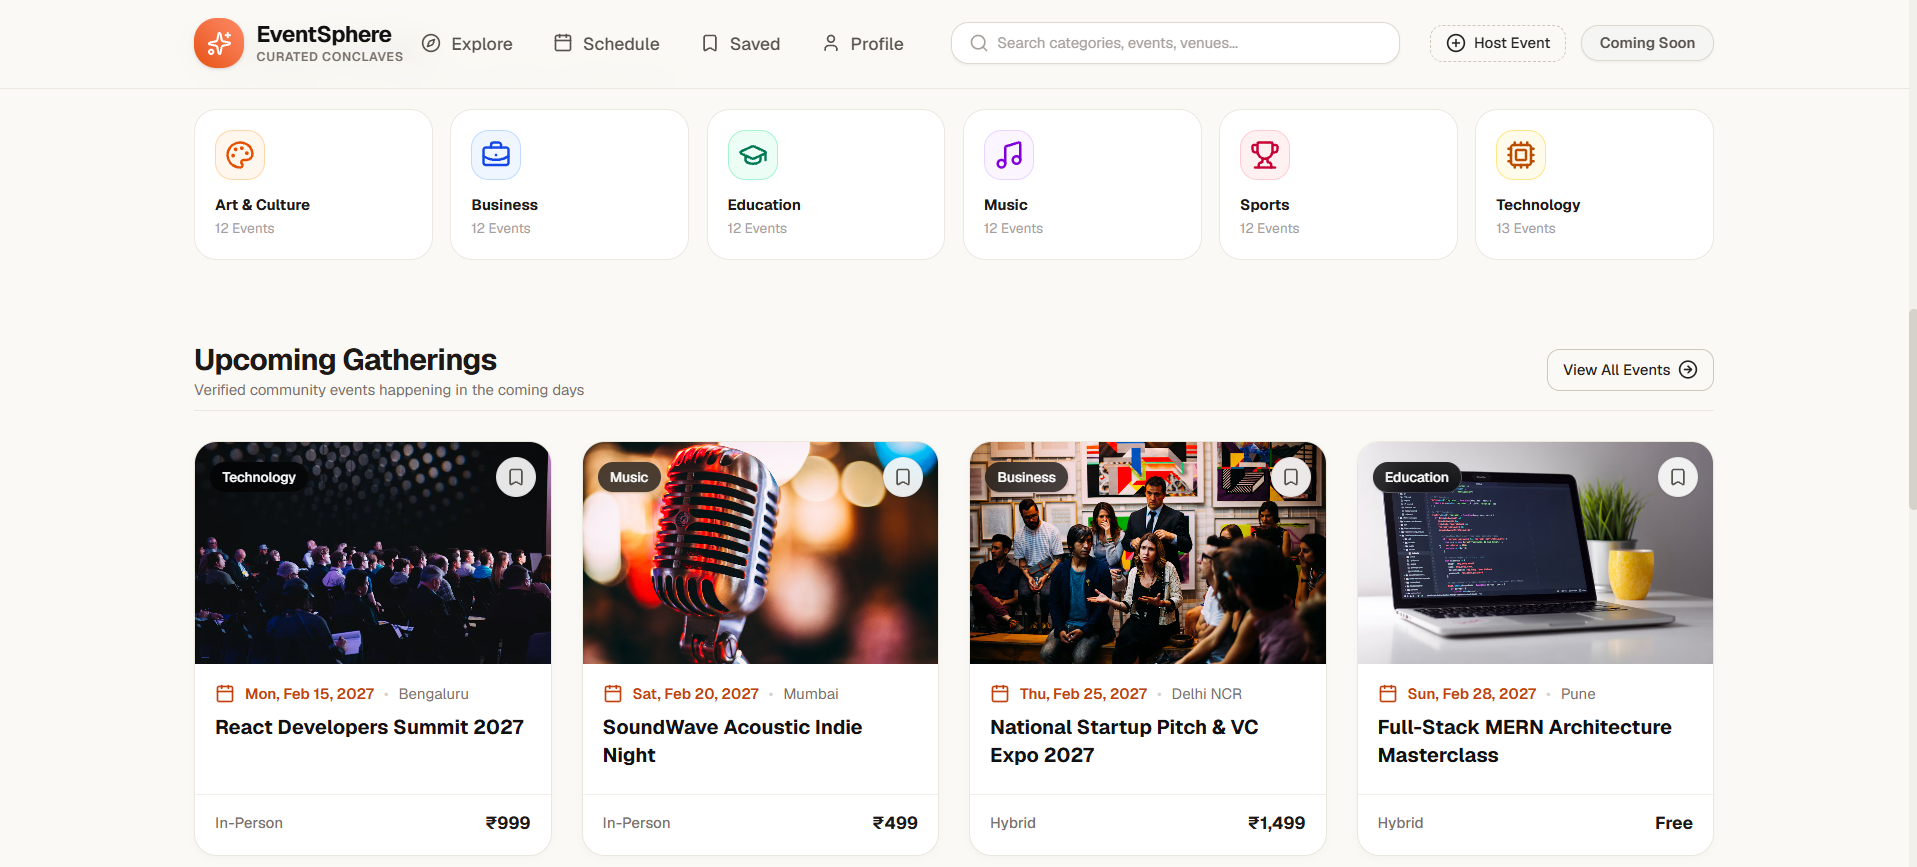 EventSphere
CURATED CONCLAVES
Explore
Schedule
Saved
Profile
Search categories, events, venues...
Host Event
Coming Soon
Art & Culture
12 Events
Business
12 Events
Education
12 Events
Music
12 Events
Sports
12 Events
Technology
13 Events
Upcoming Gatherings
Verified community events happening in the coming days
View All Events
Technology
Mon, Feb 15, 2027 • Bengaluru
React Developers Summit 2027
In-Person
₹999
Music
Sat, Feb 20, 2027 • Mumbai
SoundWave Acoustic Indie
Night
In-Person
₹499
Business
Thu, Feb 25, 2027 • Delhi NCR
National Startup Pitch & VC
Expo 2027
Hybrid
₹1,499
Education
Sun, Feb 28, 2027 • Pune
Full-Stack MERN Architecture
Masterclass
Hybrid
Free